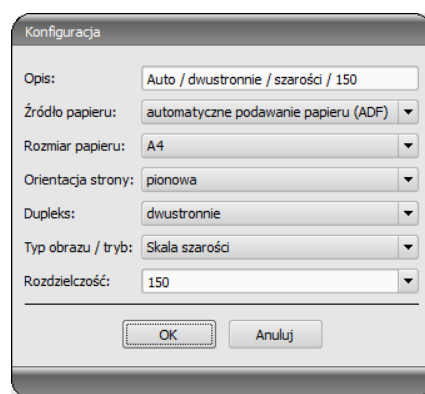 Konfiguracja
Opis: Auto / dwustronnie / szarości / 150
Źródło papieru: automatyczne podawanie papieru (ADF)
Rozmiar papieru: A4
Orientacja strony: pionowa
Dupleks: dwustronnie
Typ obrazu / tryb: Skala szarości
Rozdzielczość: 150
OK Anuluj